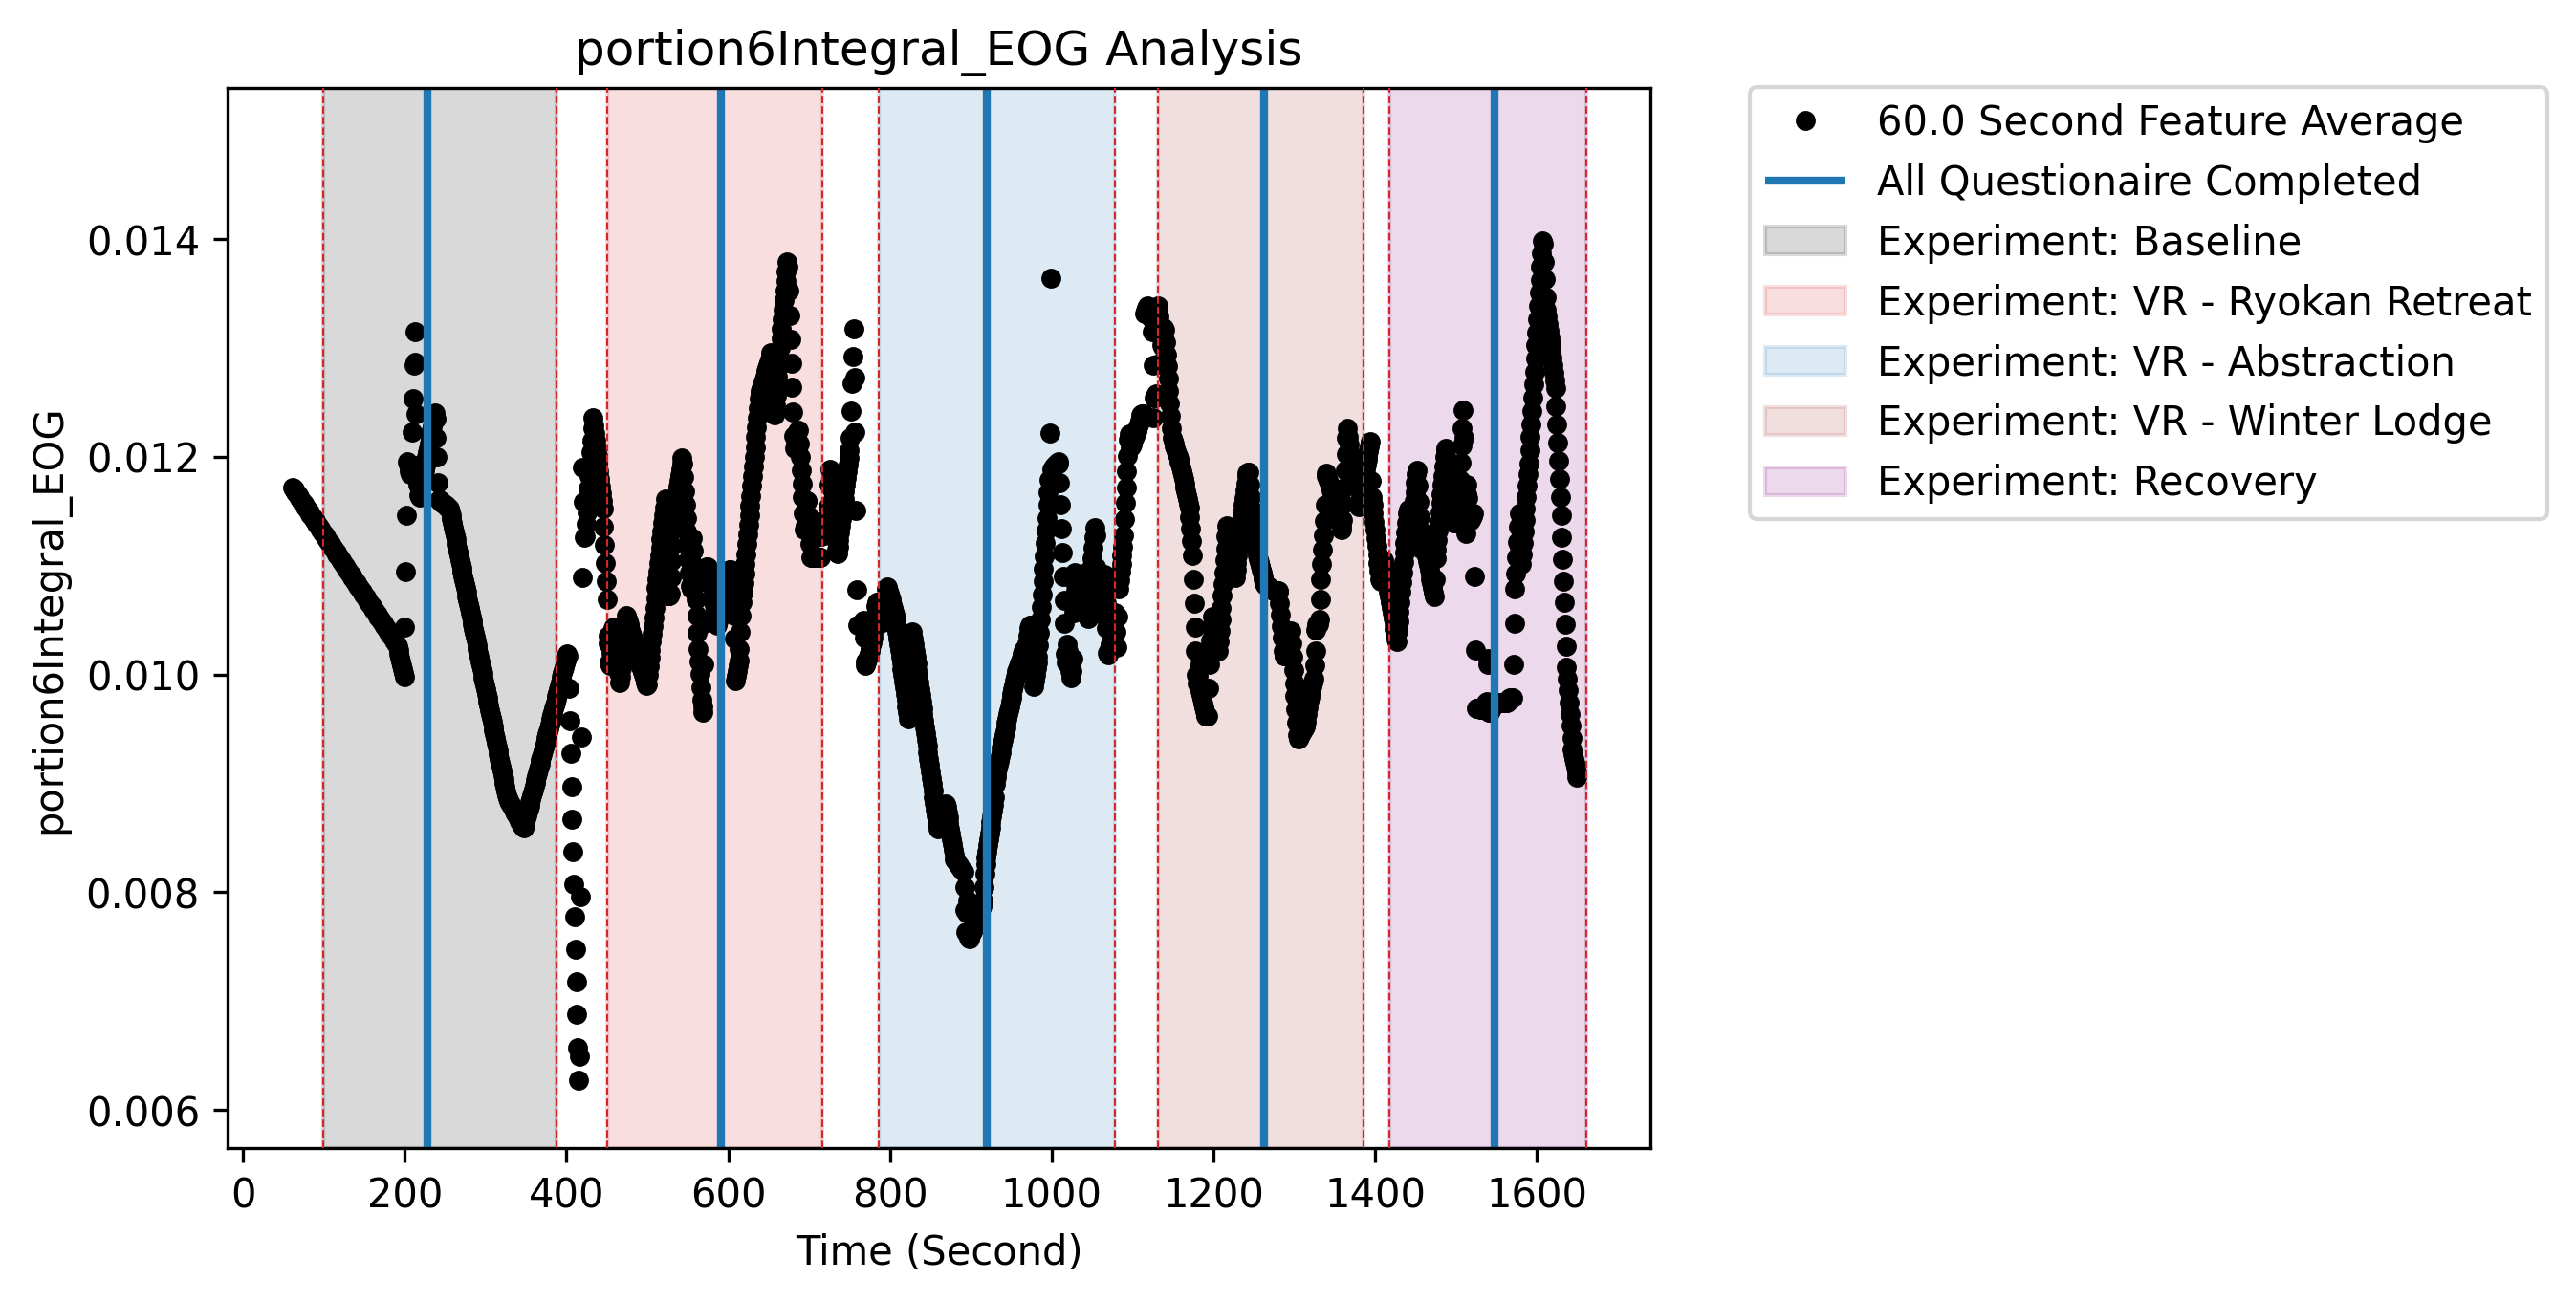 portion6Integral_EOG Analysis
portion6Integral_EOG
0.014
0.012
0.010
0.008
0.006
0 200 400 600 800 1000 1200 1400 1600
Time (Second)
60.0 Second Feature Average
All Questionaire Completed
Experiment: Baseline
Experiment: VR - Ryokan Retreat
Experiment: VR - Abstraction
Experiment: VR - Winter Lodge
Experiment: Recovery